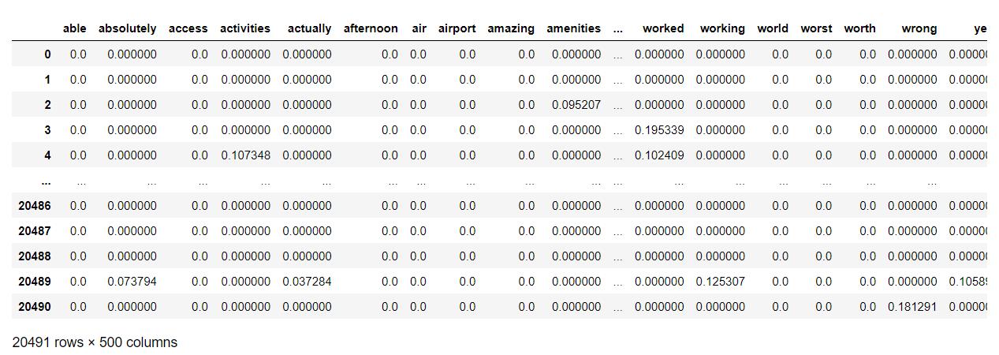 able absolutely access activities actually afternoon air airport amazing amenities ... worked working world worst worth wrong ye
0 0.0 0.000000 0.0 0.000000 0.000000 0.0 0.0 0.0 0.0 0.000000 ... 0.000000 0.000000 0.0 0.0 0.0 0.000000 0.0000
1 0.0 0.000000 0.0 0.000000 0.000000 0.0 0.0 0.0 0.0 0.000000 ... 0.000000 0.000000 0.0 0.0 0.0 0.000000 0.0000
2 0.0 0.000000 0.0 0.000000 0.000000 0.0 0.0 0.0 0.0 0.095207 ... 0.000000 0.000000 0.0 0.0 0.0 0.000000 0.0000
3 0.0 0.000000 0.0 0.000000 0.000000 0.0 0.0 0.0 0.0 0.000000 ... 0.195339 0.000000 0.0 0.0 0.0 0.000000 0.0000
4 0.0 0.000000 0.0 0.107348 0.000000 0.0 0.0 0.0 0.0 0.000000 ... 0.102409 0.000000 0.0 0.0 0.0 0.000000 0.0000
... ... ... ... ... ... ... ... ... ... ... ... ... ... ... ... ... ...
20486 0.0 0.000000 0.0 0.000000 0.000000 0.0 0.0 0.0 0.0 0.000000 ... 0.000000 0.000000 0.0 0.0 0.0 0.000000 0.0000
20487 0.0 0.000000 0.0 0.000000 0.000000 0.0 0.0 0.0 0.0 0.000000 ... 0.000000 0.000000 0.0 0.0 0.0 0.000000 0.0000
20488 0.0 0.000000 0.0 0.000000 0.000000 0.0 0.0 0.0 0.0 0.000000 ... 0.000000 0.000000 0.0 0.0 0.0 0.000000 0.0000
20489 0.0 0.073794 0.0 0.000000 0.037284 0.0 0.0 0.0 0.0 0.000000 ... 0.000000 0.125307 0.0 0.0 0.0 0.000000 0.1058
20490 0.0 0.000000 0.0 0.000000 0.000000 0.0 0.0 0.0 0.0 0.000000 ... 0.000000 0.000000 0.0 0.0 0.0 0.181291 0.0000
20491 rows × 500 columns